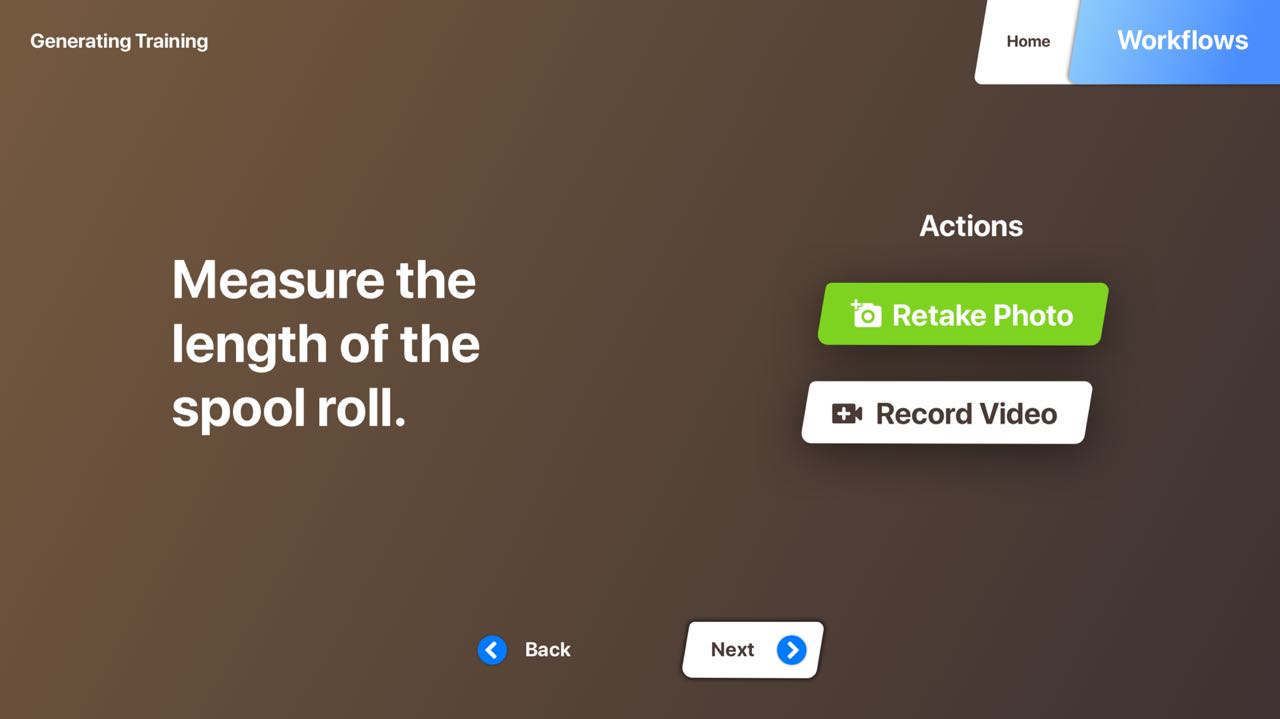 Generating Training
Home
Workflows
Measure the
length of the
spool roll.
Actions
Retake Photo
Record Video
Back
Next